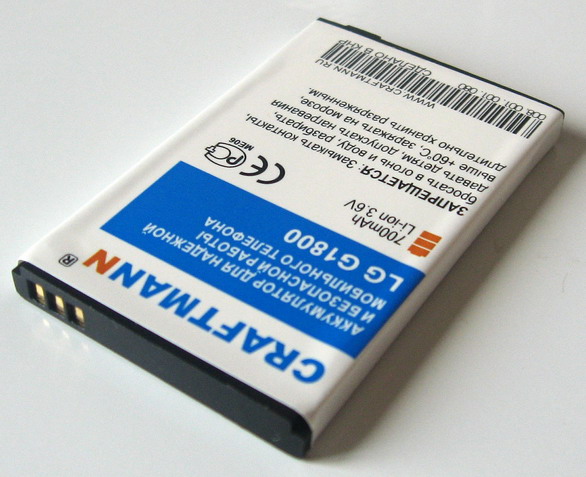 CRAFTMANN®
АККУМУЛЯТОР ДЛЯ НАДЕЖНОЙ
И БЕЗОПАСНОЙ РАБОТЫ
МОБИЛЬНОГО ТЕЛЕФОНА
LG G1800
700mAh
Li-ion 3.6V
CE
ME06
ЗАПРЕЩАЕТСЯ: Замыкать контакты,
бросать в огонь и воду, разбирать,
давать детям, допускать нагревания
выше +60°С, заряжать на морозе,
длительно хранить разряженным.
WWW.CRAFTMANN.RU
СДЕЛАНО В КНР